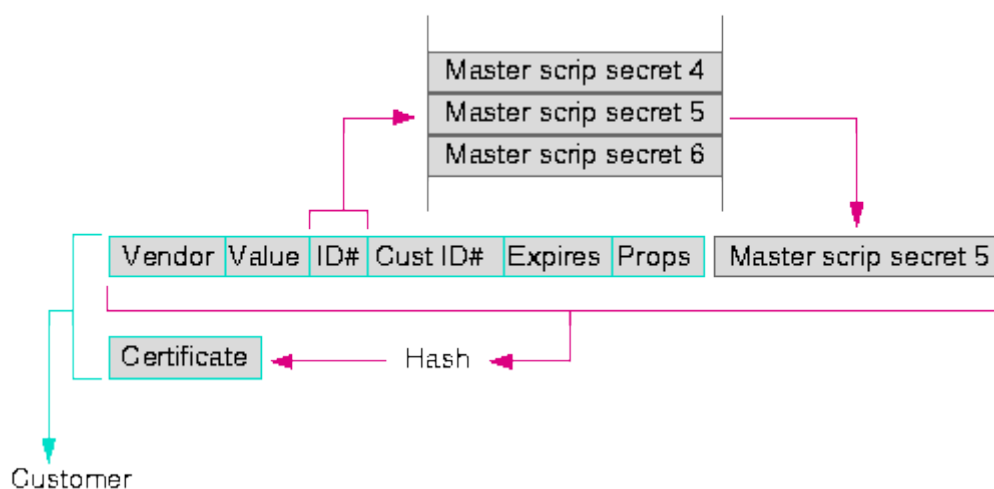 Master scrip secret 4
Master scrip secret 5
Master scrip secret 6
Vendor Value ID# Cust ID# Expires Props Master scrip secret 5
Certificate Hash
Customer